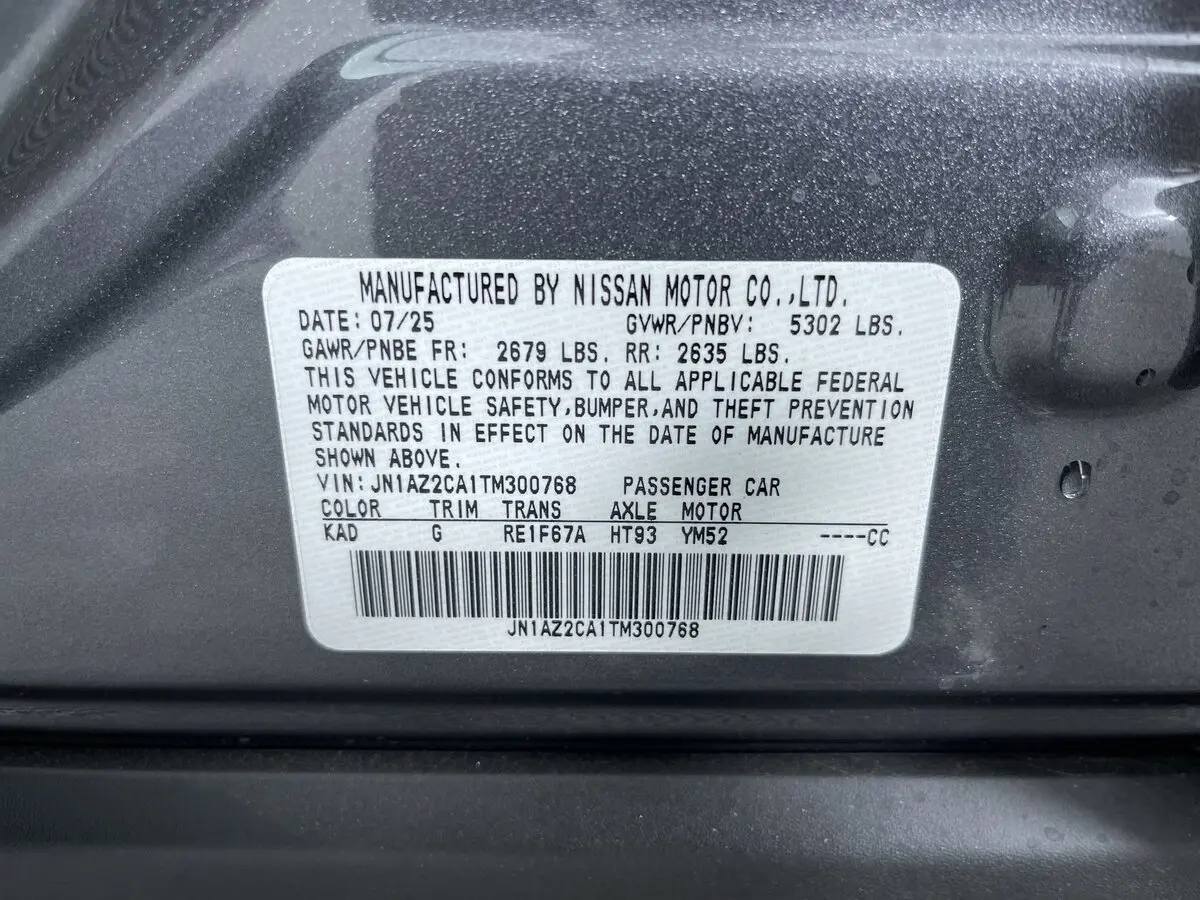 MANUFACTURED BY NISSAN MOTOR CO.,LTD.
DATE: 07/25 GVWR/PNBV: 5302 LBS.
GAWR/PNBE FR: 2679 LBS. RR: 2635 LBS.
THIS VEHICLE CONFORMS TO ALL APPLICABLE FEDERAL
MOTOR VEHICLE SAFETY,BUMPER,AND THEFT PREVENTION
STANDARDS IN EFFECT ON THE DATE OF MANUFACTURE
SHOWN ABOVE.
VIN: JN1AZ2CA1TM300768 PASSENGER CAR
COLOR TRIM TRANS AXLE MOTOR
KAD G RE1F67A HT93 YM52 ----CC
JN1AZ2CA1TM300768